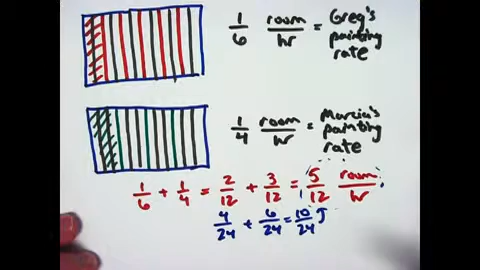 1/6 room/hr = Greg's painting rate
1/4 room/hr = Marcia's painting rate
1/6 + 1/4 = 2/12 + 3/12 = 5/12 room/hr
4/24 + 6/24 = 10/24